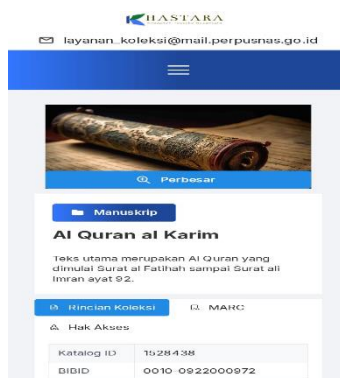 KHASTARA
layanan_koleksi@mail.perpusnas.go.id
Perbesar
Manuskrip
Al Quran al Karim
Teks utama merupakan Al Quran yang
dimulai Surat al Fatihah sampai Surat ali
Imran ayat 92.
Rincian Koleksi MARC
Hak Akses
Katalog ID 1528438
BIBID 0010-0922000972